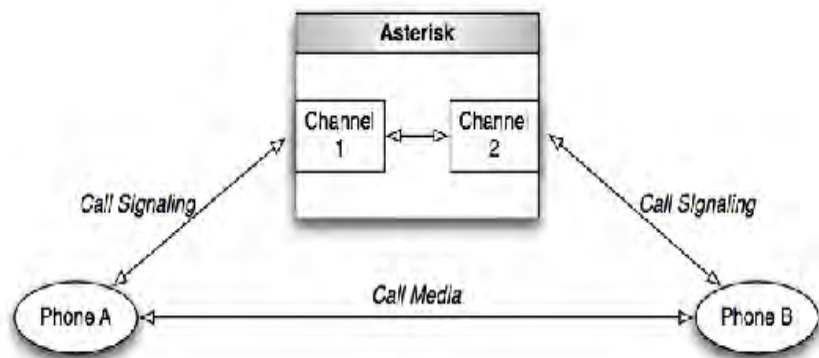 Asterisk
Channel
1
Channel
2
Call Signaling
Call Signaling
Call Media
Phone A
Phone B